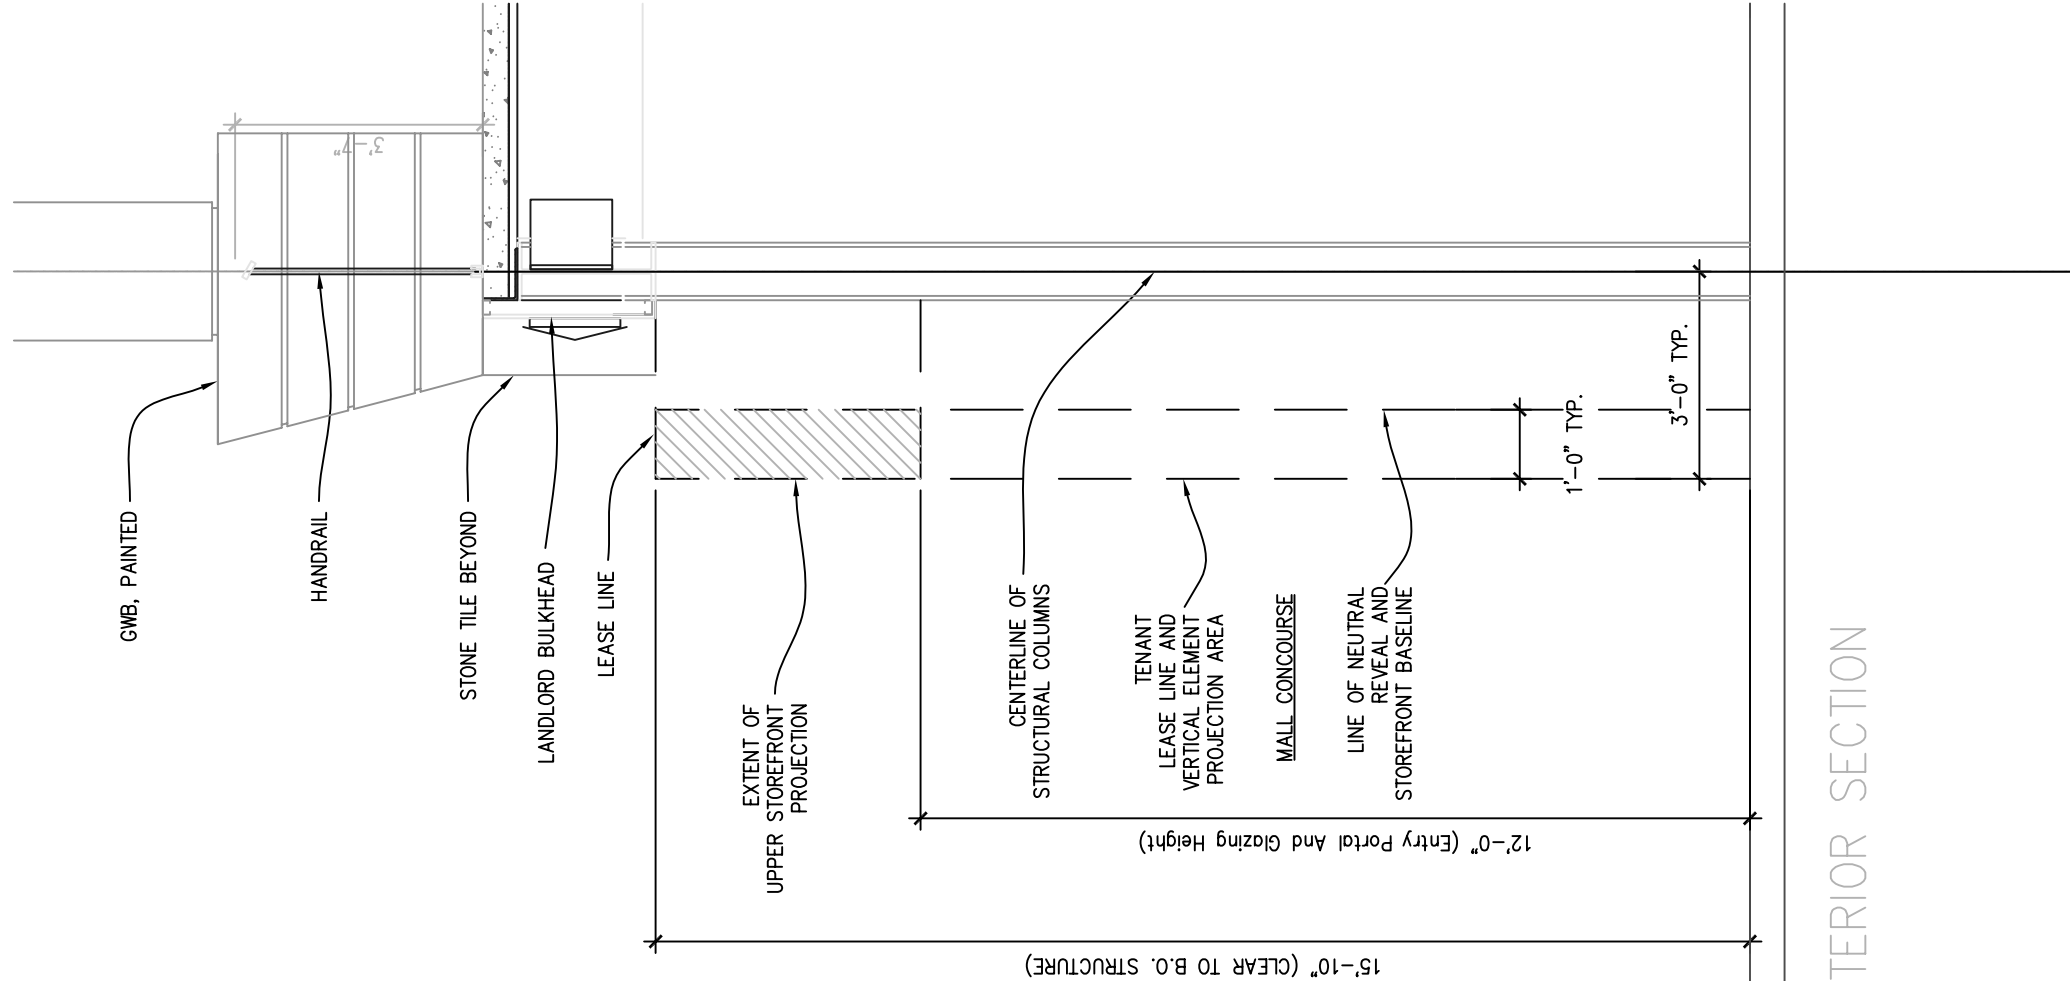 3'-7"
GWB, PAINTED
HANDRAIL
STONE TILE BEYOND
LANDLORD BULKHEAD
LEASE LINE
EXTENT OF
UPPER STOREFRONT
PROJECTION
CENTERLINE OF
STRUCTURAL COLUMNS
TENANT
LEASE LINE AND
VERTICAL ELEMENT
PROJECTION AREA
MALL CONCOURSE
LINE OF NEUTRAL
REVEAL AND
STOREFRONT BASELINE
1'-0" TYP.
3'-0" TYP.
12'-0" (Entry Portal And Glazing Height)
15'-10" (CLEAR TO B.O. STRUCTURE)
TERIOR SECTION